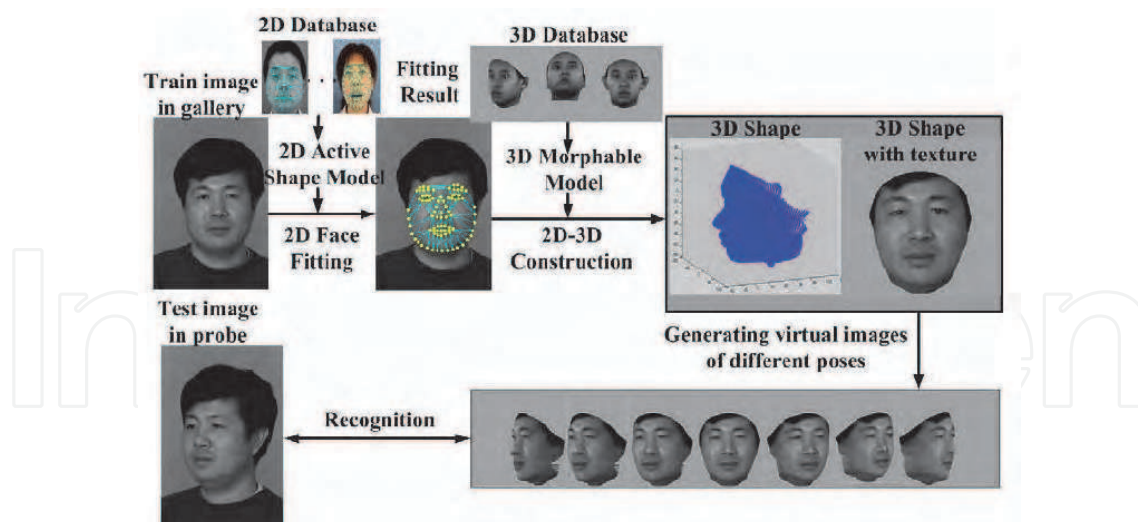 2D Database
3D Database
Train image
in gallery
Fitting
Result
2D Active
Shape Model
2D Face
Fitting
3D Morphable
Model
2D-3D
Construction
3D Shape
3D Shape
with texture
Test image
in probe
Generating virtual images
of different poses
Recognition